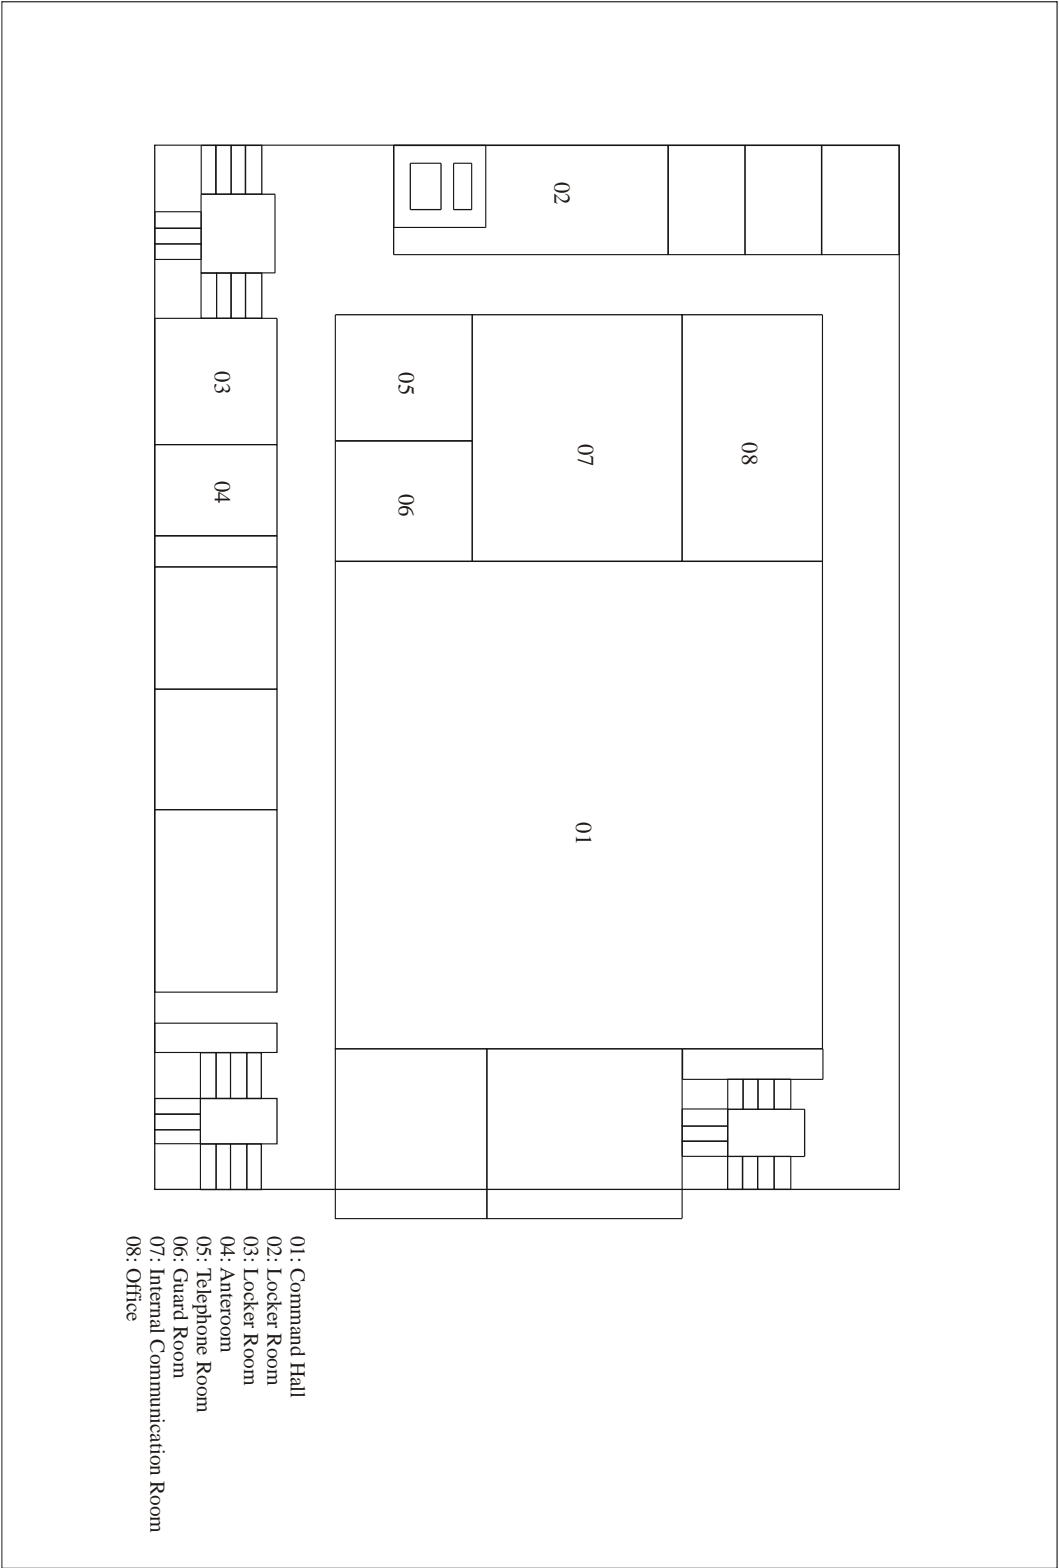 02
03
04
05
06
07
08
01
01: Command Hall
02: Locker Room
03: Locker Room
04: Anteroom
05: Telephone Room
06: Guard Room
07: Internal Communication Room
08: Office